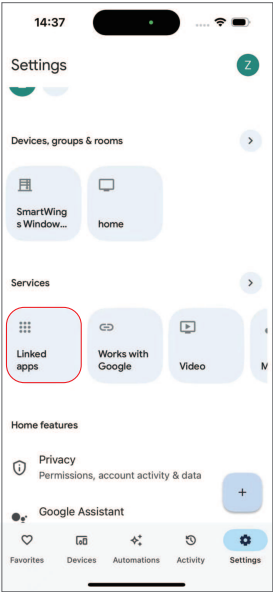 14:37
Settings
Z
Devices, groups & rooms
SmartWing
s Window...
home
Services
Linked
apps
Works with
Google
Video
Home features
Privacy
Permissions, account activity & data
Google Assistant
+
Favorites
Devices
Automations
Activity
Settings